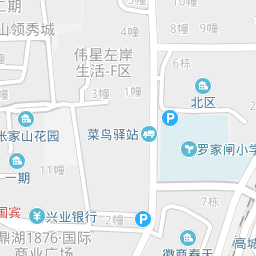 二期
山领秀城
伟星左岸
生活-F区
2幢
10幢
9幢
6栋
3幢
1幢
北区
张家山花园
菜鸟驿站
P
罗家闸小学
11幢
一期
7栋
国宾
兴业银行
2幢
P
鼎湖1876·国际
商业广场
徽商春天
高城